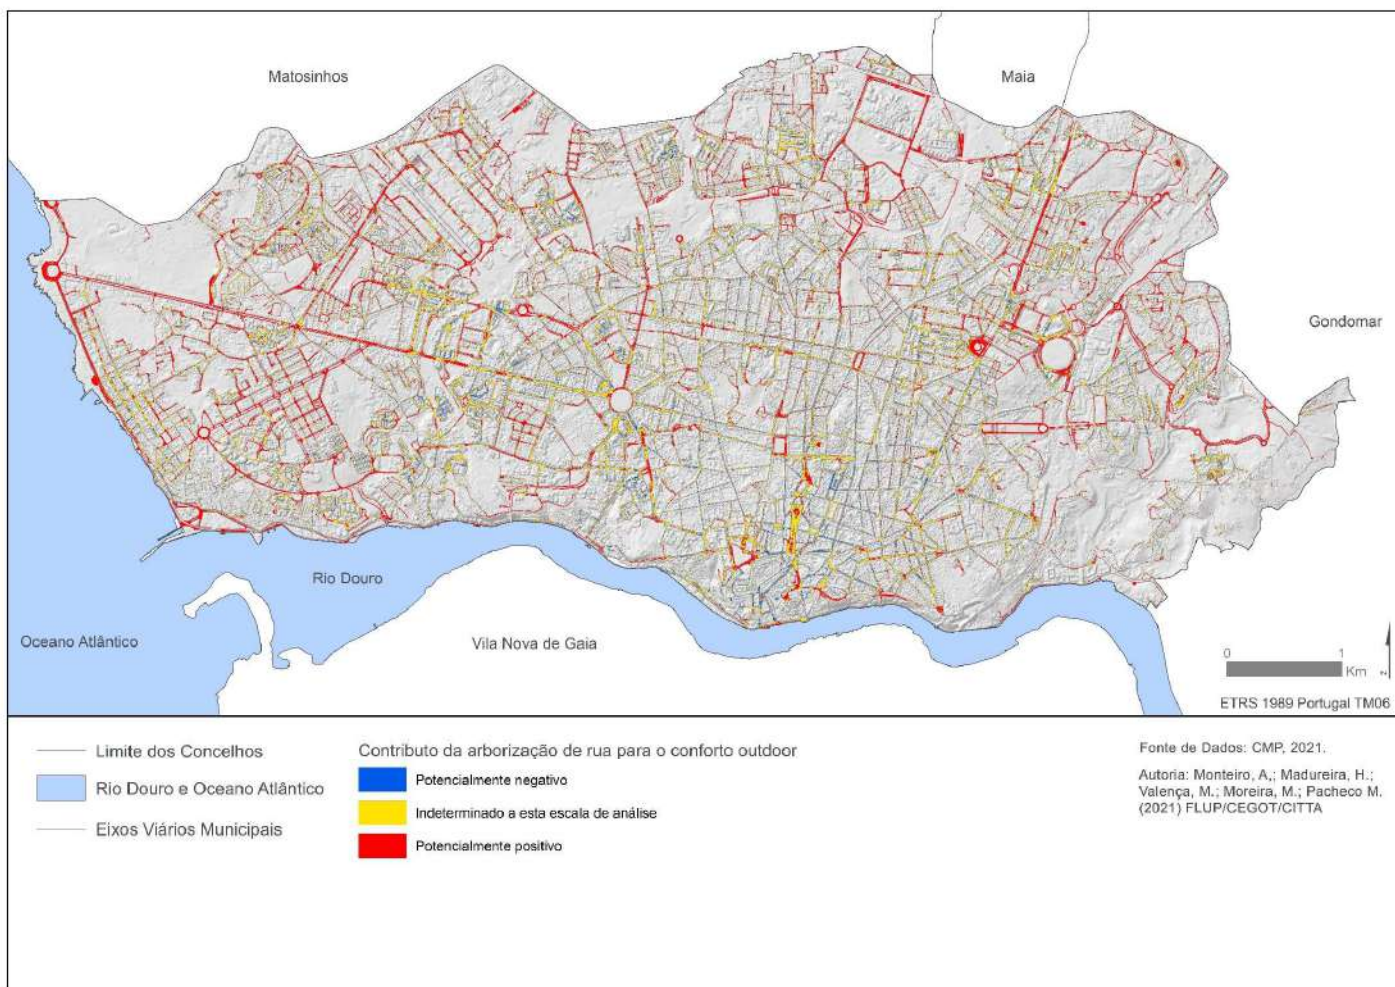 Matosinhos
Maia
Gondomar
Rio Douro
Oceano Atlântico
Vila Nova de Gaia
0 1
Km
z
ETRS 1989 Portugal TM06
Limite dos Concelhos
Rio Douro e Oceano Atlântico
Eixos Viários Municipais
Contributo da arborização de rua para o conforto outdoor
Potencialmente negativo
Indeterminado a esta escala de análise
Potencialmente positivo
Fonte de Dados: CMP, 2021.
Autoria: Monteiro, A,; Madureira, H.;
Valença, M.; Moreira, M.; Pacheco M.
(2021) FLUP/CEGOT/CITTA